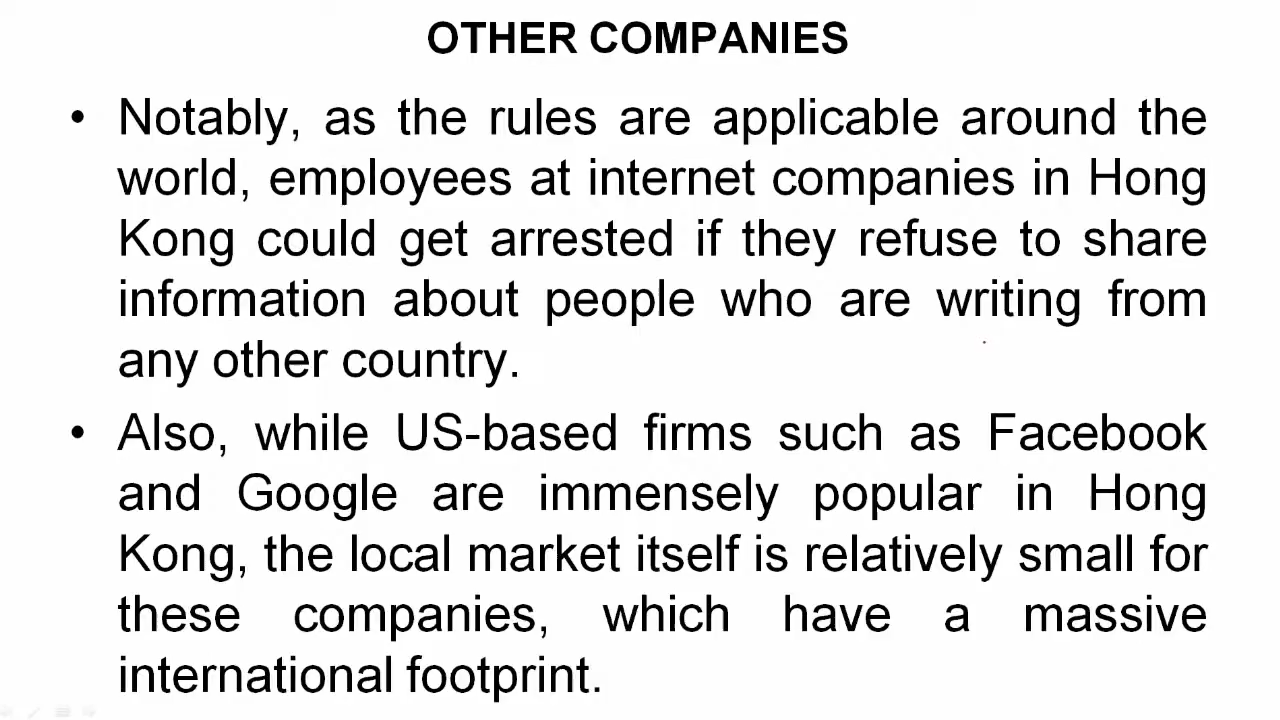 OTHER COMPANIES
• Notably, as the rules are applicable around the
world, employees at internet companies in Hong
Kong could get arrested if they refuse to share
information about people who are writing from
any other country.
• Also, while US-based firms such as Facebook
and Google are immensely popular in Hong
Kong, the local market itself is relatively small for
these companies, which have a massive
international footprint.